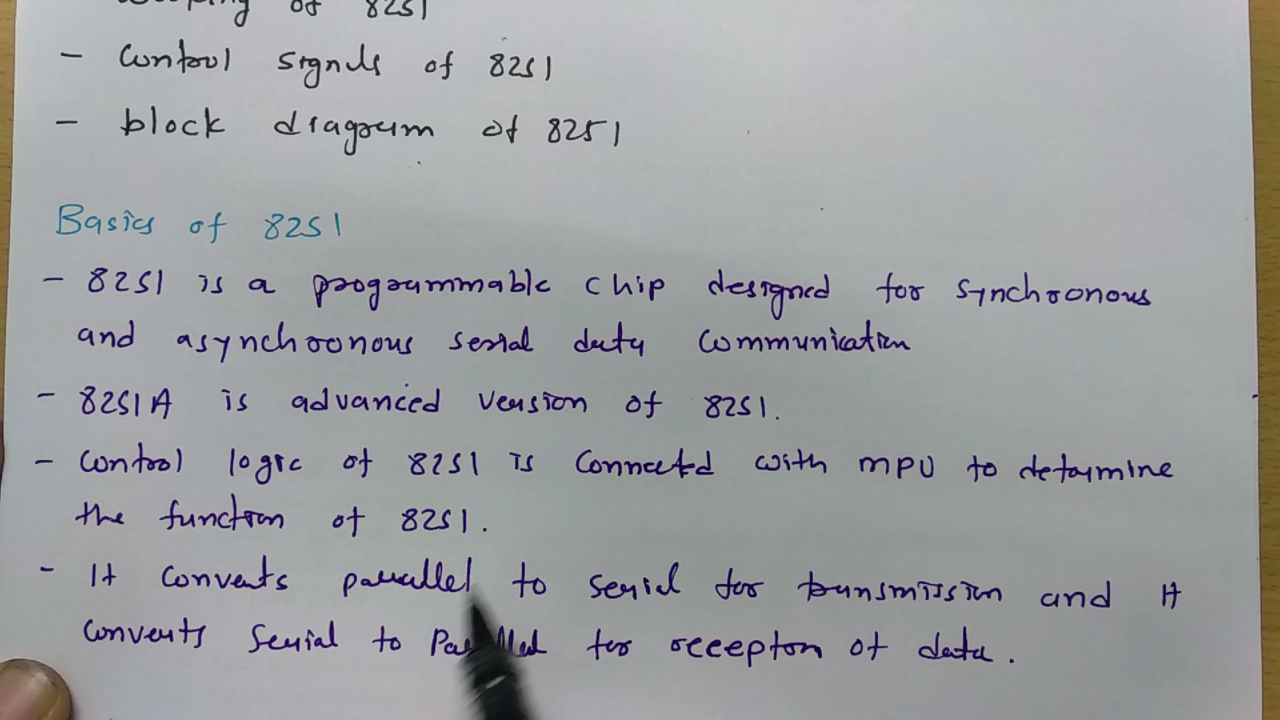 of 8251
- Control signals of 8251
- block diagram of 8251
Basics of 8251
- 8251 is a programmable chip designed for synchronous
and asynchronous serial data communication
- 8251A is advanced version of 8251.
- Control logic of 8251 is connected with MPU to determine
the function of 8251.
- It converts parallel to serial for transmission and It
converts serial to Parallel for reception of data.